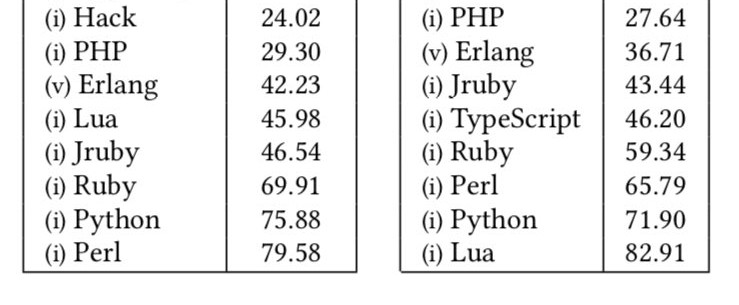 (i) Hack 24.02
(i) PHP 29.30
(v) Erlang 42.23
(i) Lua 45.98
(i) Jruby 46.54
(i) Ruby 69.91
(i) Python 75.88
(i) Perl 79.58
(i) PHP 27.64
(v) Erlang 36.71
(i) Jruby 43.44
(i) TypeScript 46.20
(i) Ruby 59.34
(i) Perl 65.79
(i) Python 71.90
(i) Lua 82.91